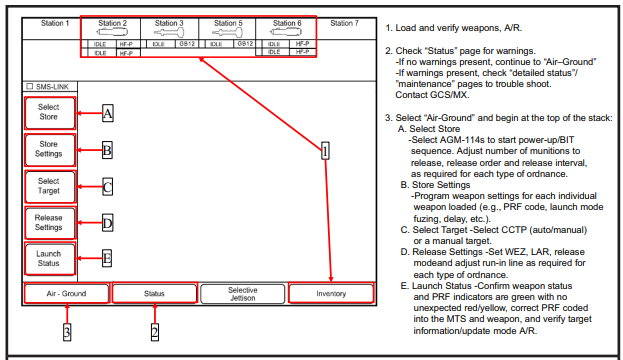 Station 1 Station 2 Station 3 Station 5 Station 6 Station 7
IDLE HF-P IDLI GB12 IDLI GB12 IDLI HF-P
IDLE HF-P IDLE HF-P
SMS-LINK
Select
Store
A
Store
Settings
B
Select
Target
C
Release
Settings
D
Launch
Status
E
1
Air - Ground
Status
Selective
Jettison
Inventory
3
2
1. Load and verify weapons, A/R.
2. Check “Status” page for warnings.
-If no warnings present, continue to “Air–Ground”
-If warnings present, check “detailed status”/
“maintenance” pages to trouble shoot.
Contact GCS/MX.
3. Select “Air-Ground” and begin at the top of the stack:
A. Select Store
-Select AGM-114s to start power-up/BIT
sequence. Adjust number of munitions to
release, release order and release interval,
as required for each type of ordnance.
B. Store Settings
-Program weapon settings for each individual
weapon loaded (e.g., PRF code, launch mode
fuzing, delay, etc.).
C. Select Target -Select CCTP (auto/manual)
or a manual target.
D. Release Settings -Set WEZ, LAR, release
modeand adjust run-in line as required for
each type of ordnance.
E. Launch Status -Confirm weapon status
and PRF indicators are green with no
unexpected red/yellow, correct PRF coded
into the MTS and weapon, and verify target
information/update mode A/R.